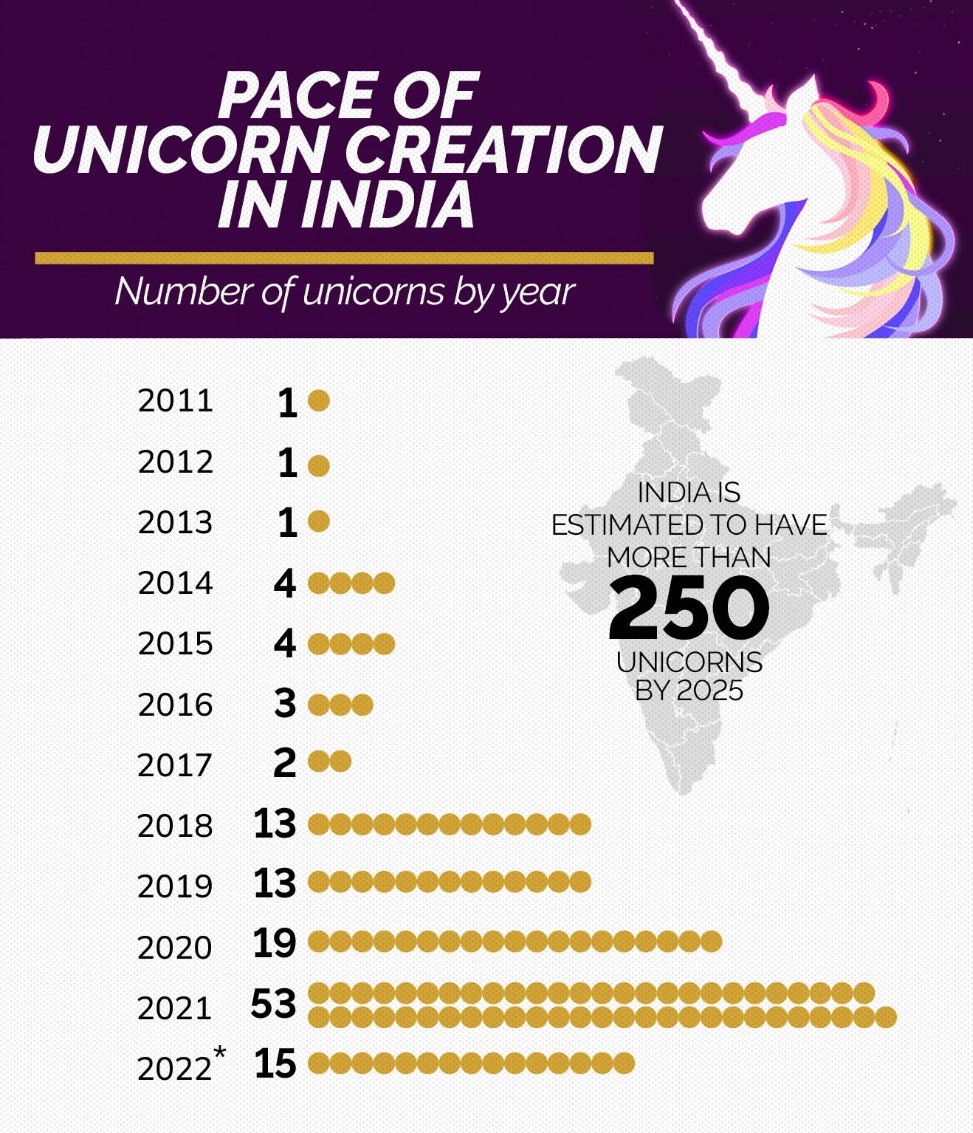 PACE OF
UNICORN CREATION
IN INDIA
Number of unicorns by year
2011 1
2012 1
2013 1
INDIA IS
ESTIMATED TO HAVE
MORE THAN
250
UNICORNS
BY 2025
2014 4
2015 4
2016 3
2017 2
2018 13
2019 13
2020 19
2021 53
2022* 15